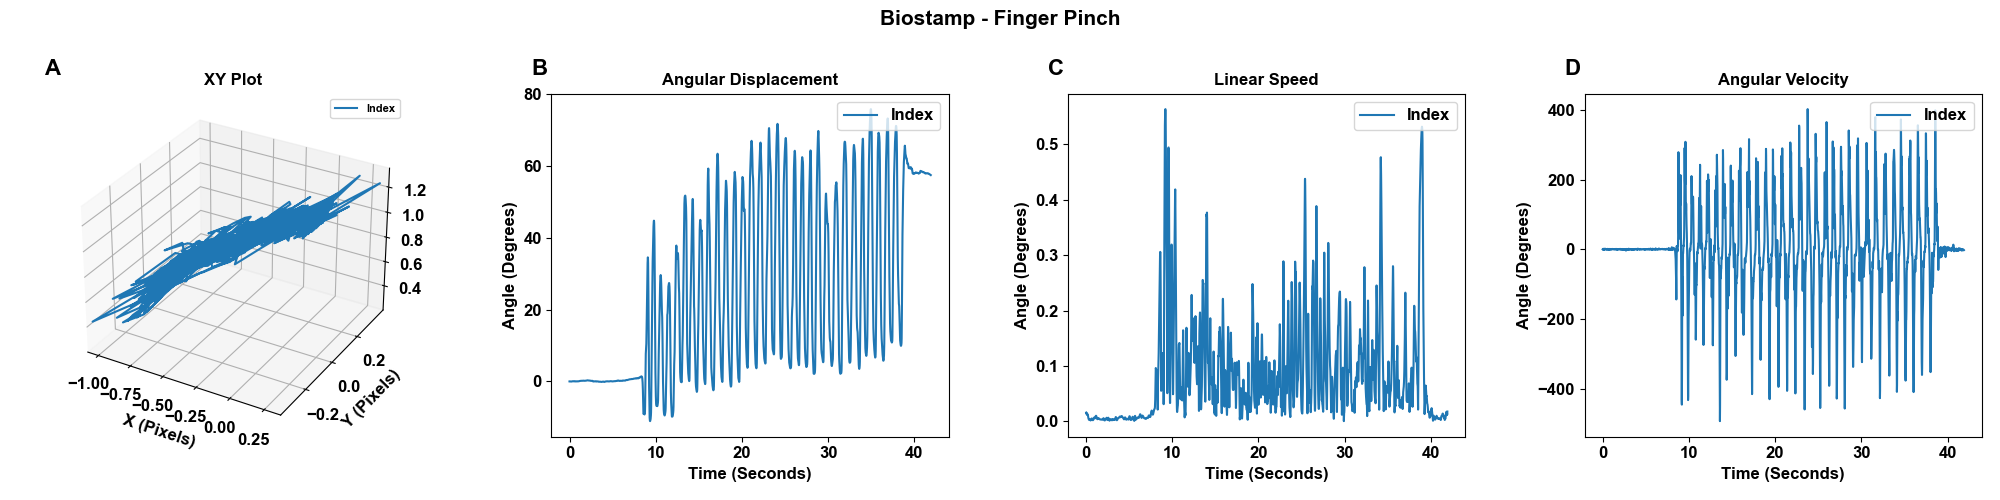 Biostamp - Finger Pinch
A
XY Plot
Index
1.2
1.0
0.8
0.6
0.4
0.2
0.0
−0.2
Y (Pixels)
−1.00
−0.75
−0.50
−0.25
0.00
0.25
X (Pixels)
B
Angular Displacement
Index
80
60
40
20
0
Angle (Degrees)
0 10 20 30 40
Time (Seconds)
C
Linear Speed
Index
0.5
0.4
0.3
0.2
0.1
0.0
Angle (Degrees)
0 10 20 30 40
Time (Seconds)
D
Angular Velocity
Index
400
200
0
−200
−400
Angle (Degrees)
0 10 20 30 40
Time (Seconds)